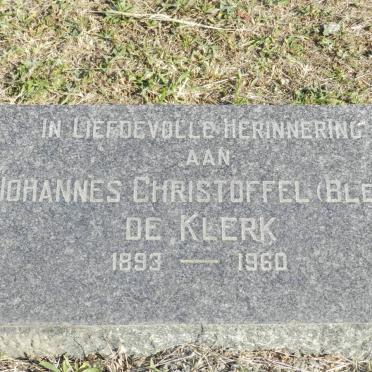 IN LIEFDEVOLLE HERINNERING
AAN
JOHANNES CHRISTOFFEL
DE KLERK
1893 — 1960